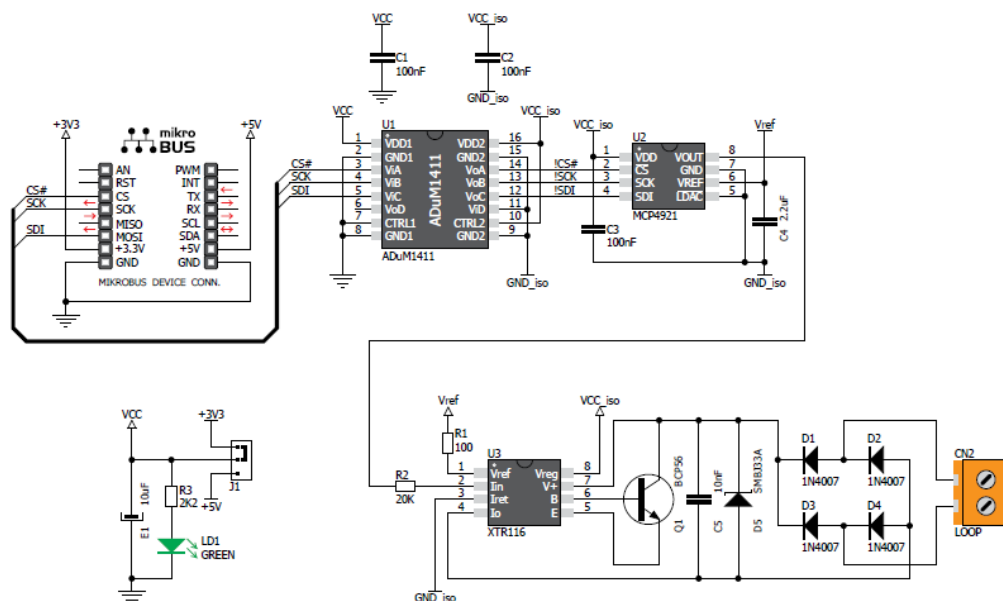 VCC
C1
100nF
VCC_iso
C2
100nF
GND_iso
+3V3
mikro
BUS
+5V
AN
RST
CS
SCK
MISO
MOSI
+3.3V
GND
PWM
INT
TX
RX
SCL
SDA
+5V
GND
CS#
SCK
SDI
MIKROBUS DEVICE CONN.
CS#
SCK
SDI
VCC
U1
1
2
3
4
5
6
7
8
VDD1
GND1
ViA
ViB
ViC
VoD
CTRL1
GND1
ADuM1411
VDD2
GND2
VoA
VoB
VoC
ViD
CTRL2
GND2
16
15
14
13
12
11
10
9
ADuM1411
VCC_iso
GND_iso
!CS#
!SCK
!SDI
VCC_iso
C3
100nF
U2
1
2
3
4
VDD
CS
SCK
SDI
VOUT
GND
VREF
LDAC
8
7
6
5
MCP4921
Vref
C4
2.2uF
GND_iso
VCC
+3V3
J1
+5V
10uF
E1
R3
2K2
LD1
GREEN
Vref
R1
100
R2
20K
U3
1
2
3
4
Vref
Iin
Iret
Io
Vreg
V+
B
E
8
7
6
5
XTR116
VCC_iso
GND_iso
BCP56
Q1
10nF
C5
SMBJ33A
D5
D1
1N4007
D2
1N4007
D3
1N4007
D4
1N4007
CN2
LOOP